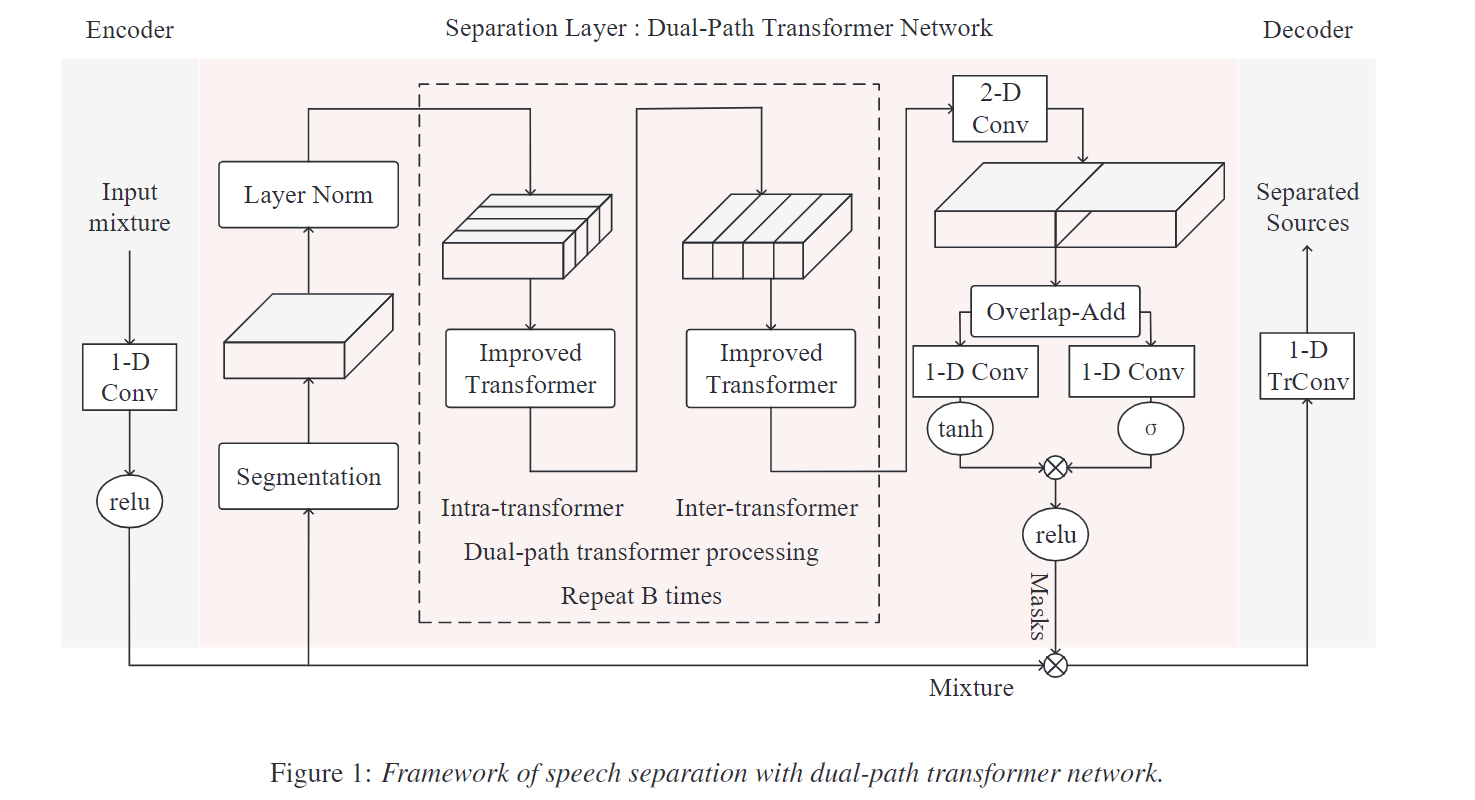 Encoder
Separation Layer : Dual-Path Transformer Network
Decoder
Input
mixture
1-D
Conv
relu
Layer Norm
Segmentation
Improved
Transformer
Intra-transformer
Improved
Transformer
Inter-transformer
Dual-path transformer processing
Repeat B times
2-D
Conv
Overlap-Add
1-D Conv
1-D Conv
tanh
σ
relu
Masks
Mixture
Separated
Sources
1-D
TrConv
Figure 1: Framework of speech separation with dual-path transformer network.